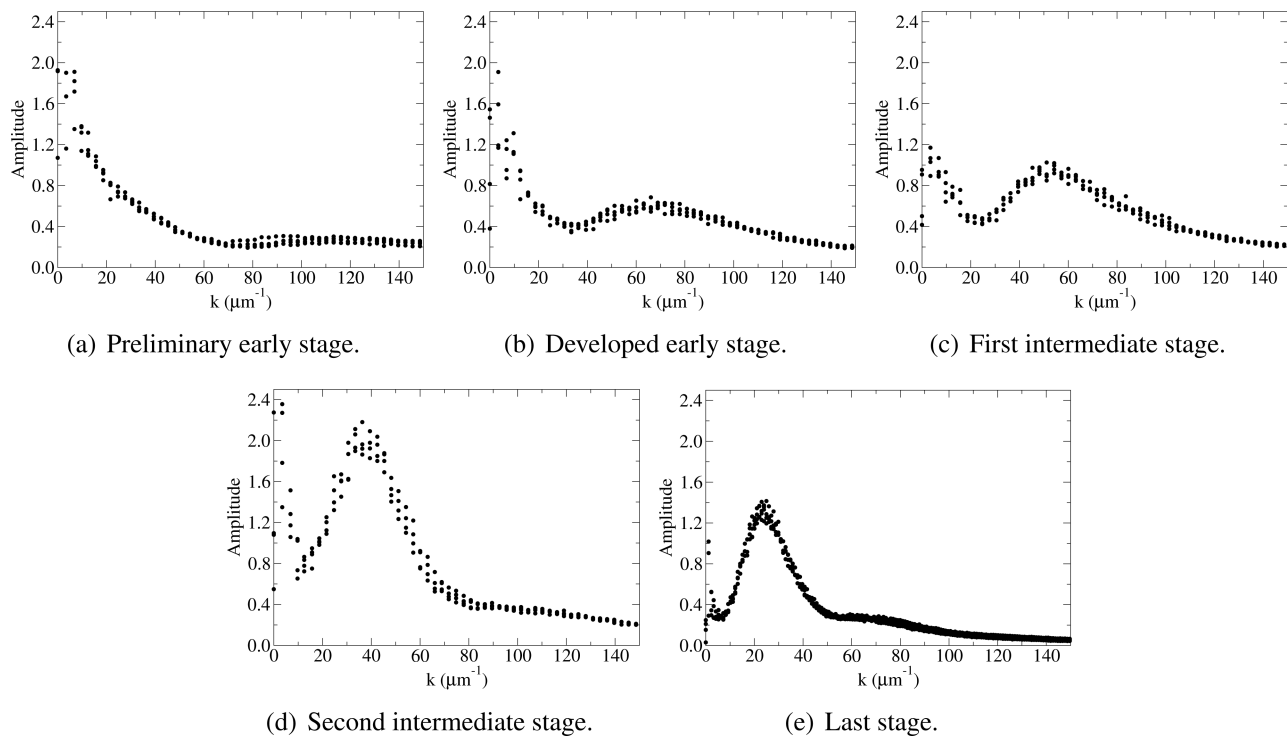 2.4
2.0
1.6
1.2
0.8
0.4
0.0
Amplitude
0 20 40 60 80 100 120 140
k (μm⁻¹)
(a) Preliminary early stage.
2.4
2.0
1.6
1.2
0.8
0.4
0.0
Amplitude
0 20 40 60 80 100 120 140
k (μm⁻¹)
(b) Developed early stage.
2.4
2.0
1.6
1.2
0.8
0.4
0.0
Amplitude
0 20 40 60 80 100 120 140
k (μm⁻¹)
(c) First intermediate stage.
2.4
2.0
1.6
1.2
0.8
0.4
0.0
Amplitude
0 20 40 60 80 100 120 140
k (μm⁻¹)
(d) Second intermediate stage.
2.4
2.0
1.6
1.2
0.8
0.4
0.0
Amplitude
0 20 40 60 80 100 120 140
k (μm⁻¹)
(e) Last stage.